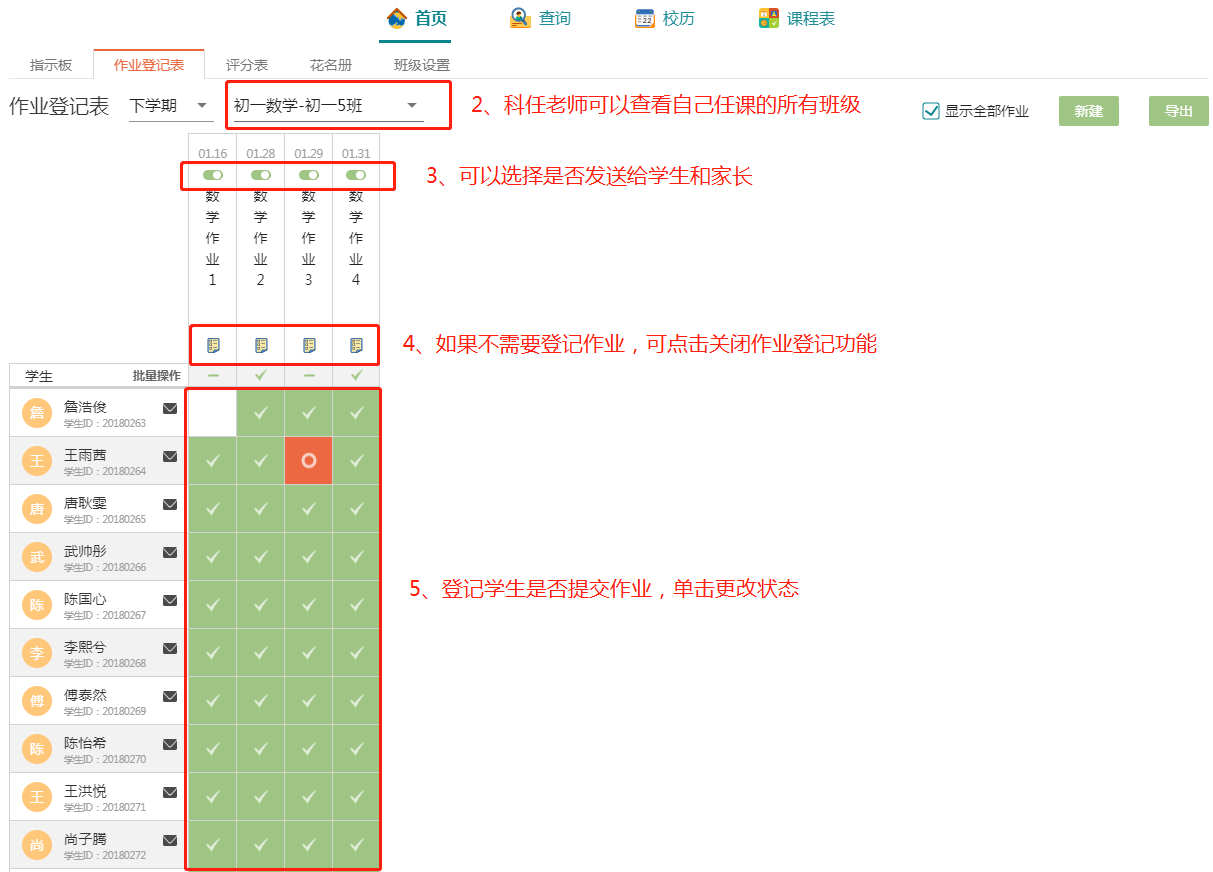 首页 查询 22 校历 课程表
指示板 作业登记表 评分表 花名册 班级设置
作业登记表 下学期 初一数学-初一5班 2、科任老师可以查看自己任课的所有班级 显示全部作业 新建 导出
01.16 01.28 01.29 01.31
3、可以选择是否发送给学生和家长
数学作业1 数学作业2 数学作业3 数学作业4
4、如果不需要登记作业，可点击关闭作业登记功能
学生 批量操作
詹 詹浩俊
学生ID：20180263
王 王雨茜
学生ID：20180264
唐 唐耿雯
学生ID：20180265
武 武帅彤
学生ID：20180266
5、登记学生是否提交作业，单击更改状态
陈 陈国心
学生ID：20180267
李 李熙兮
学生ID：20180268
傅 傅泰然
学生ID：20180269
陈 陈怡希
学生ID：20180270
王 王洪悦
学生ID：20180271
尚 尚子腾
学生ID：20180272